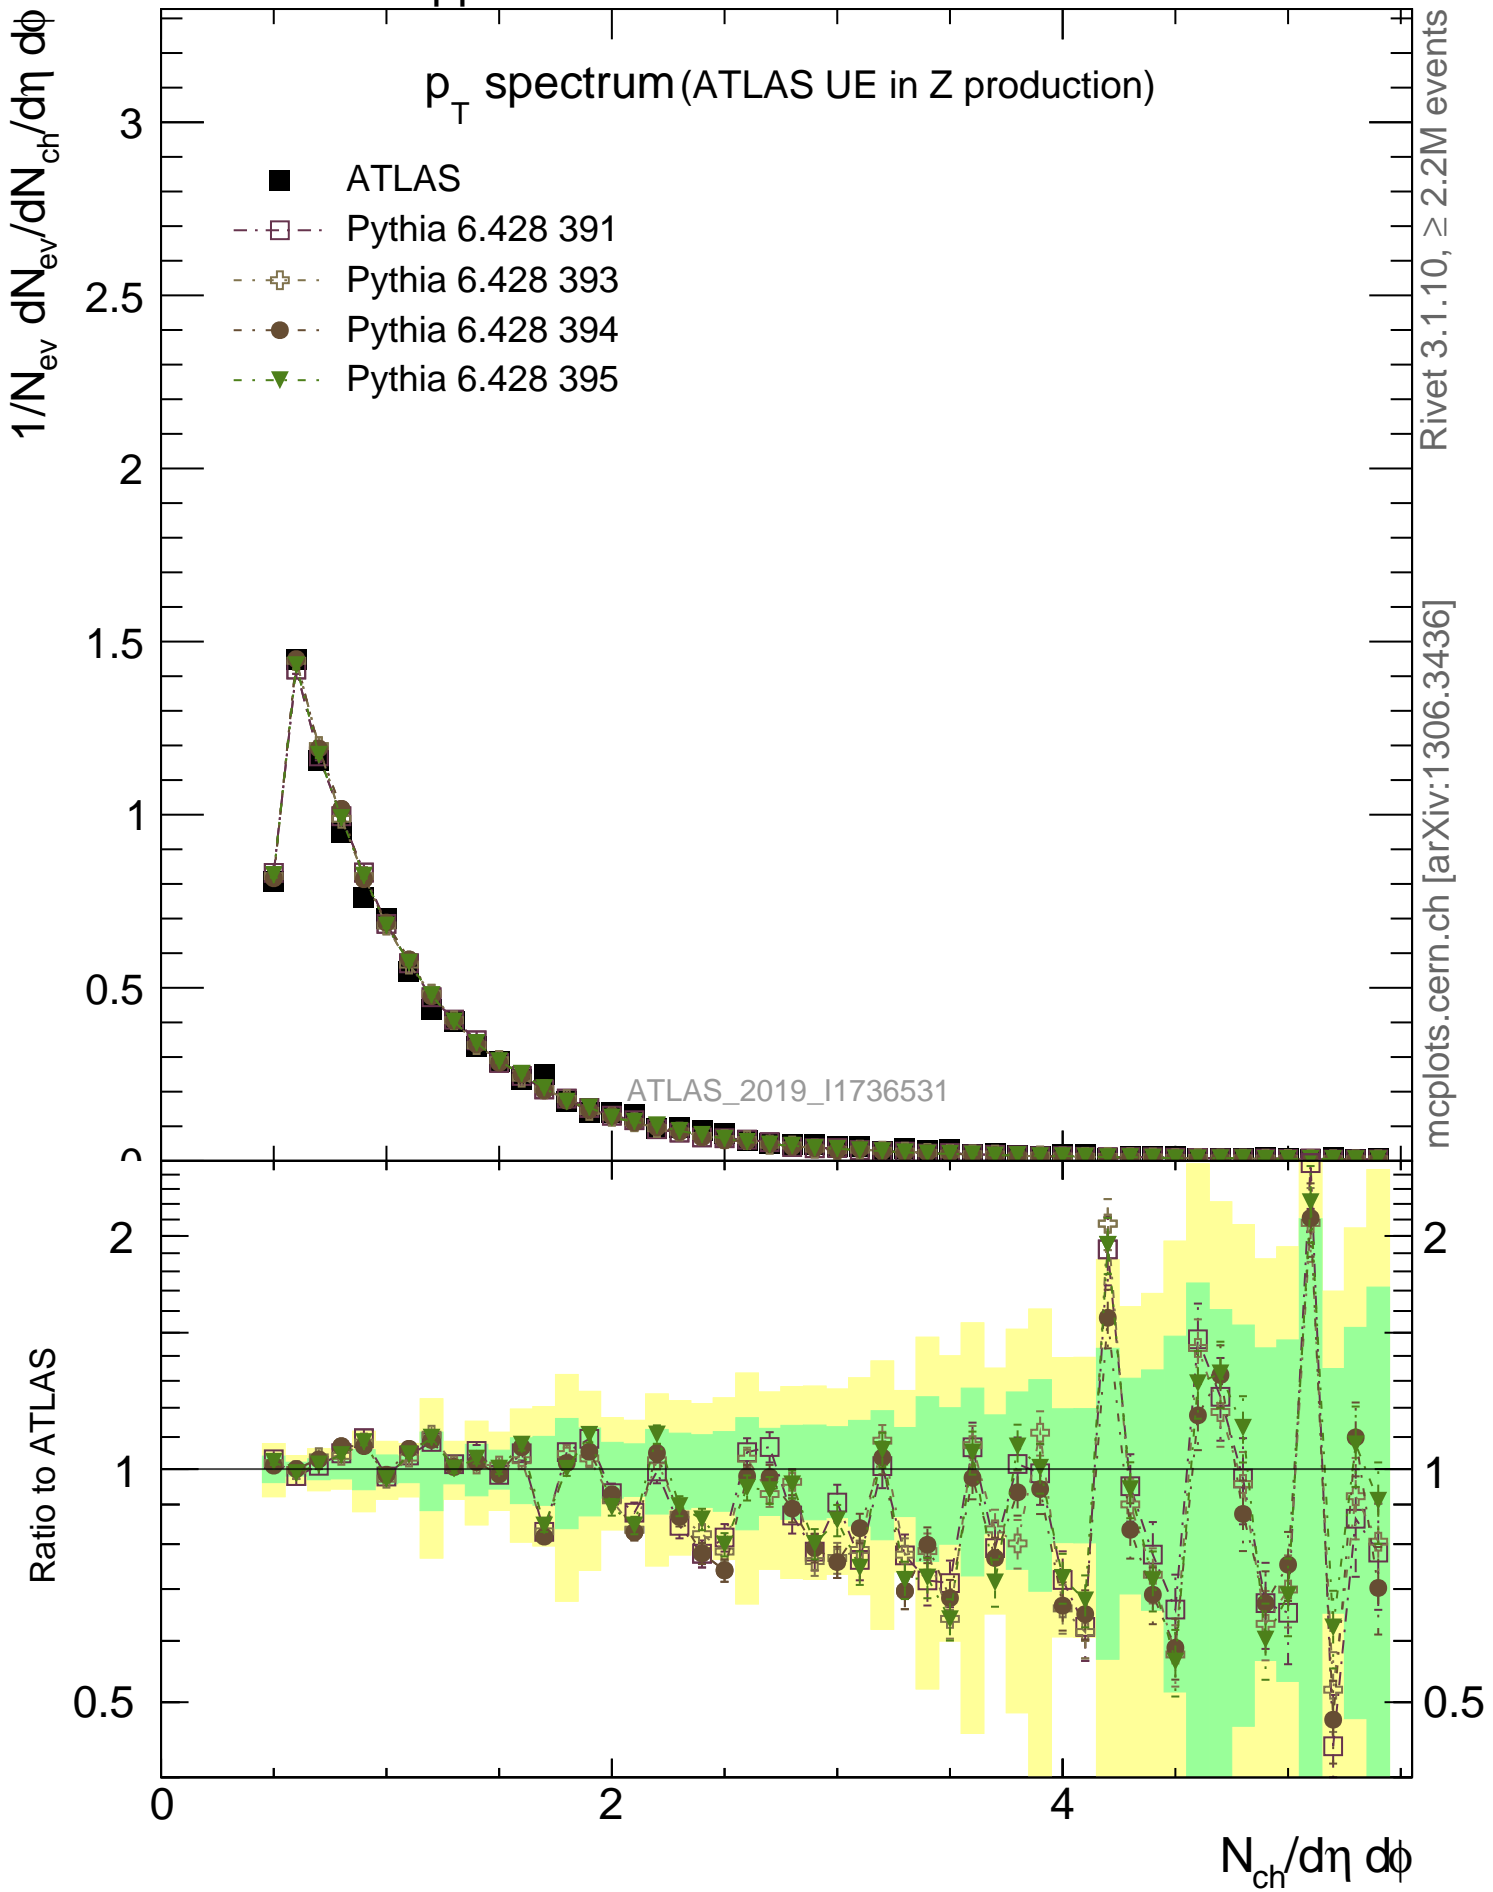 pp
p_T spectrum (ATLAS UE in Z production)
1/N_ev dN_ev/dN_ch/dη dϕ
ATLAS
Pythia 6.428 391
Pythia 6.428 393
Pythia 6.428 394
Pythia 6.428 395
3
2.5
2
1.5
1
0.5
0
ATLAS_2019_I1736531
Rivet 3.1.10, ≥ 2.2M events
mcplots.cern.ch [arXiv:1306.3436]
Ratio to ATLAS
2
1
0.5
2
1
0.5
0
2
4
N_ch/dη dϕ